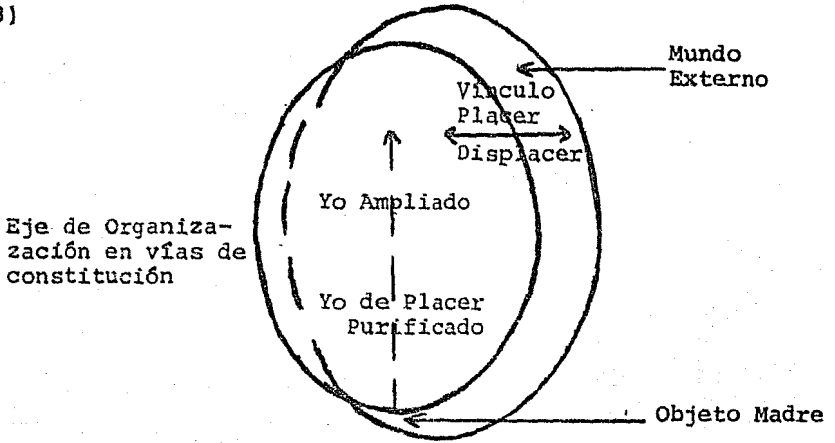 3)
Mundo
Externo
Vínculo
Placer
Displacer
Yo Ampliado
Eje de Organiza-
zación en vías de
constitución
Yo de Placer
Purificado
Objeto Madre